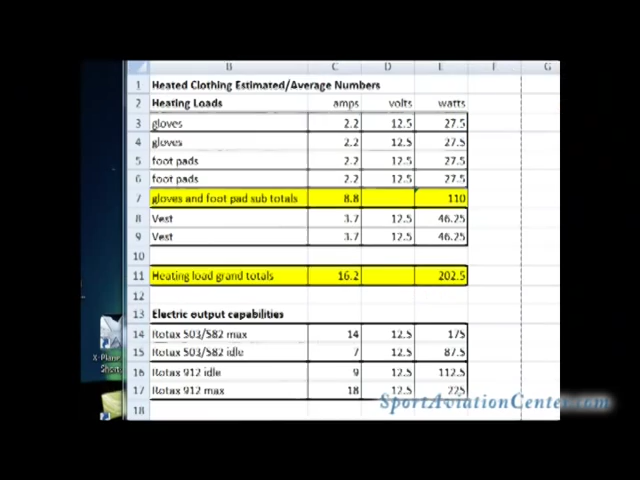 B C D E F G
1 Heated Clothing Estimated/Average Numbers
2 Heating Loads amps volts watts
3 gloves 2.2 12.5 27.5
4 gloves 2.2 12.5 27.5
5 foot pads 2.2 12.5 27.5
6 foot pads 2.2 12.5 27.5
7 gloves and foot pad sub totals 8.8 110
8 Vest 3.7 12.5 46.25
9 Vest 3.7 12.5 46.25
10
11 Heating load grand totals 16.2 202.5
12
13 Electric output capabilities
14 Rotax 503/582 max 14 12.5 175
15 Rotax 503/582 idle 7 12.5 87.5
16 Rotax 912 idle 9 12.5 112.5
17 Rotax 912 max 18 12.5 225
18
X-Plane
Short
SportAviationCenter.com